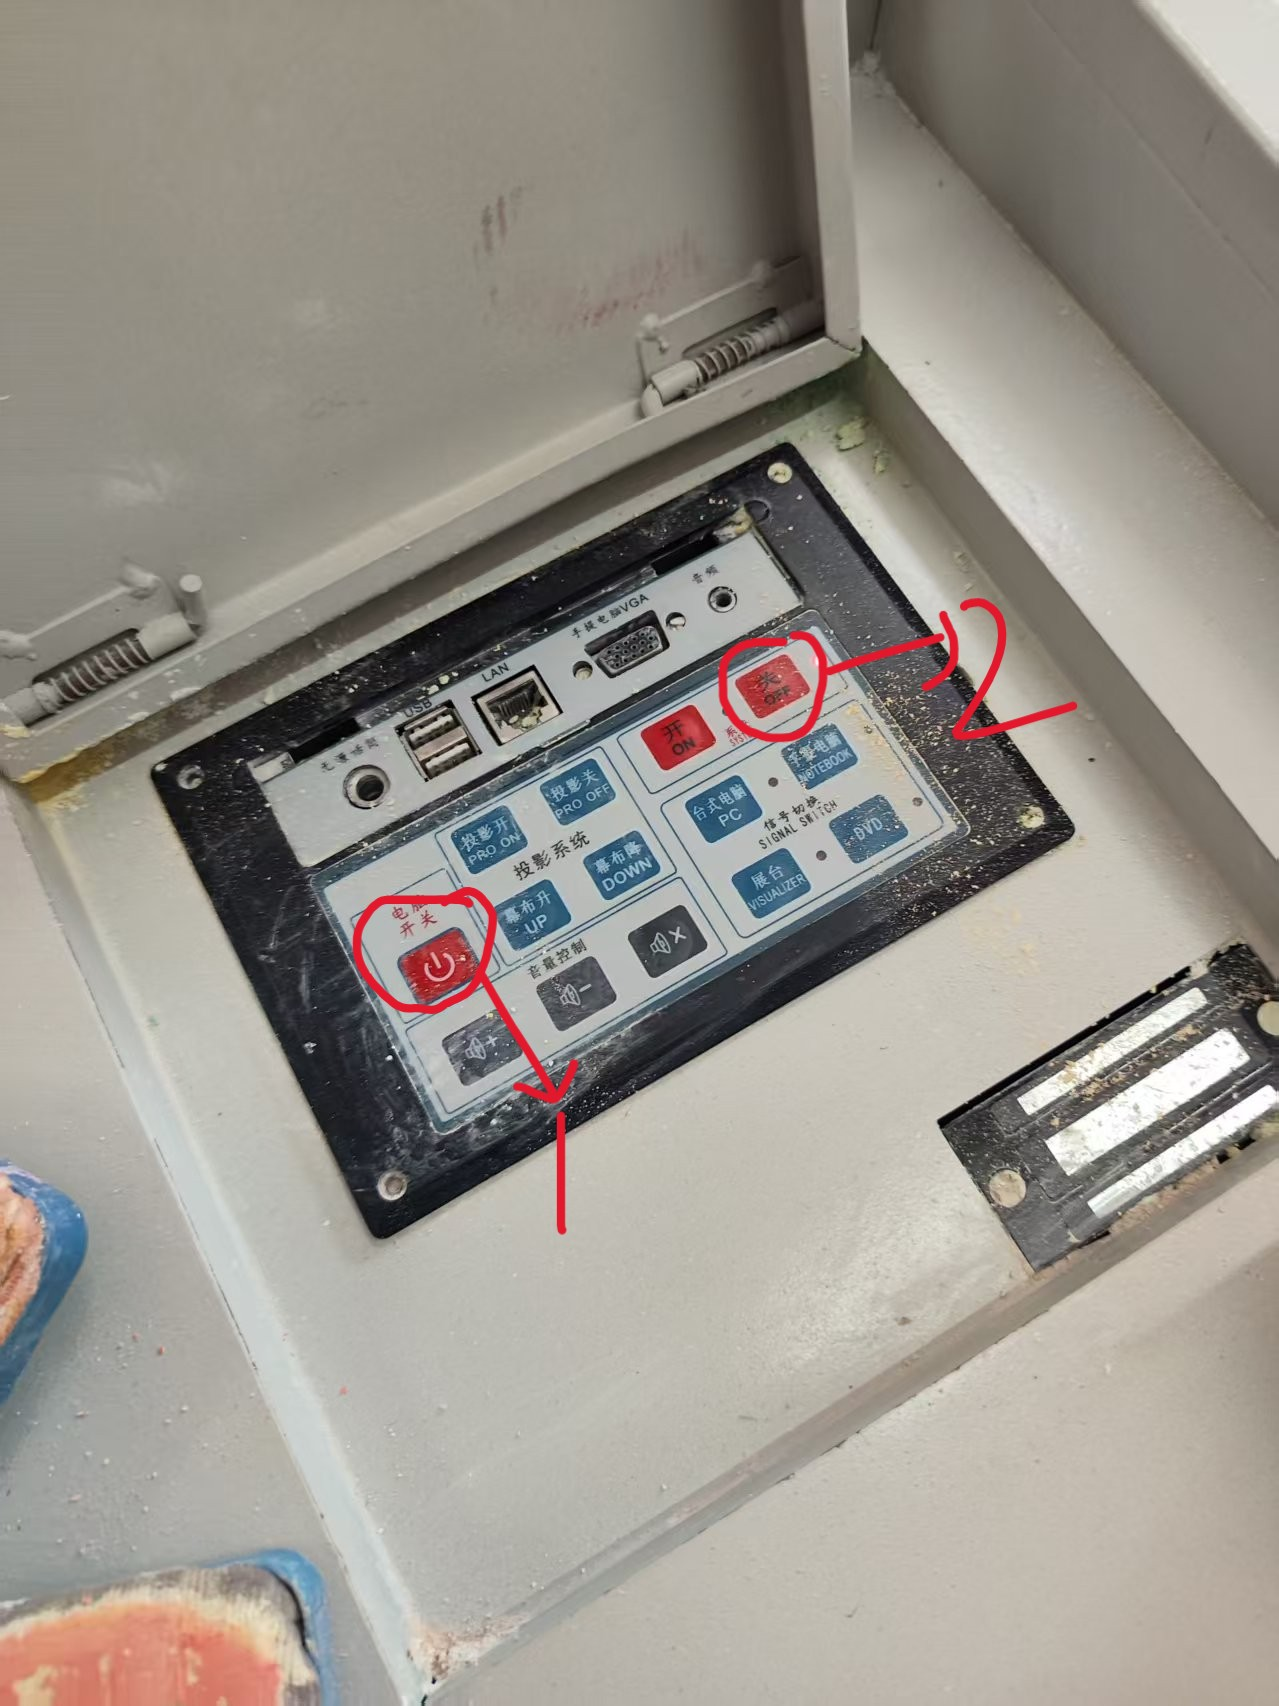 音频
手提电脑VGA
LAN
USB
无源话筒
关
OFF
开
ON
投影关
PRO OFF
投影开
PRO ON
投影系统
幕布降
DOWN
幕布升
UP
手提电脑
NOTEBOOK
台式电脑
PC
信号切换
SIGNAL SWITCH
DVD
展台
VISUALIZER
电脑
开关
音量控制
1
2